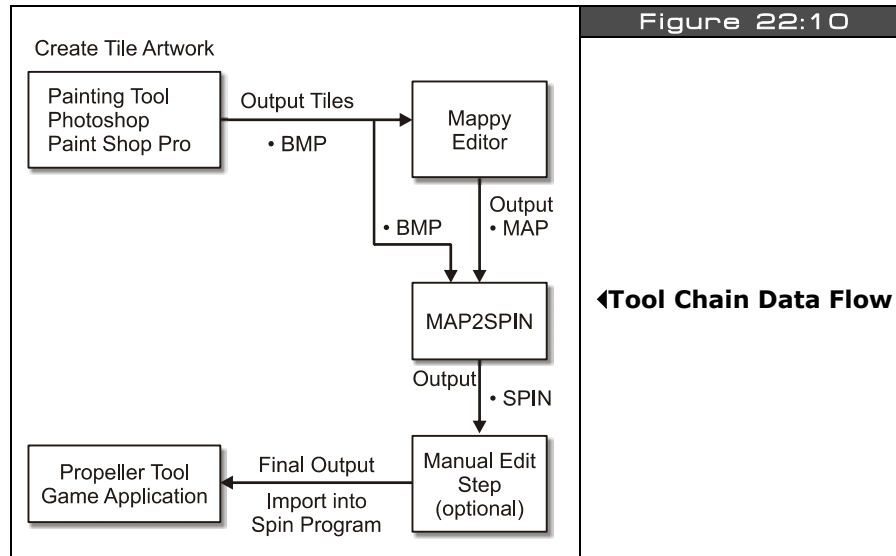 Figure 22:10
Create Tile Artwork
Painting Tool
Photoshop
Paint Shop Pro
Output Tiles
• BMP
Mappy
Editor
Output
• MAP
• BMP
MAP2SPIN
Output
• SPIN
Manual Edit
Step
(optional)
Final Output
Import into
Spin Program
Propeller Tool
Game Application
Tool Chain Data Flow